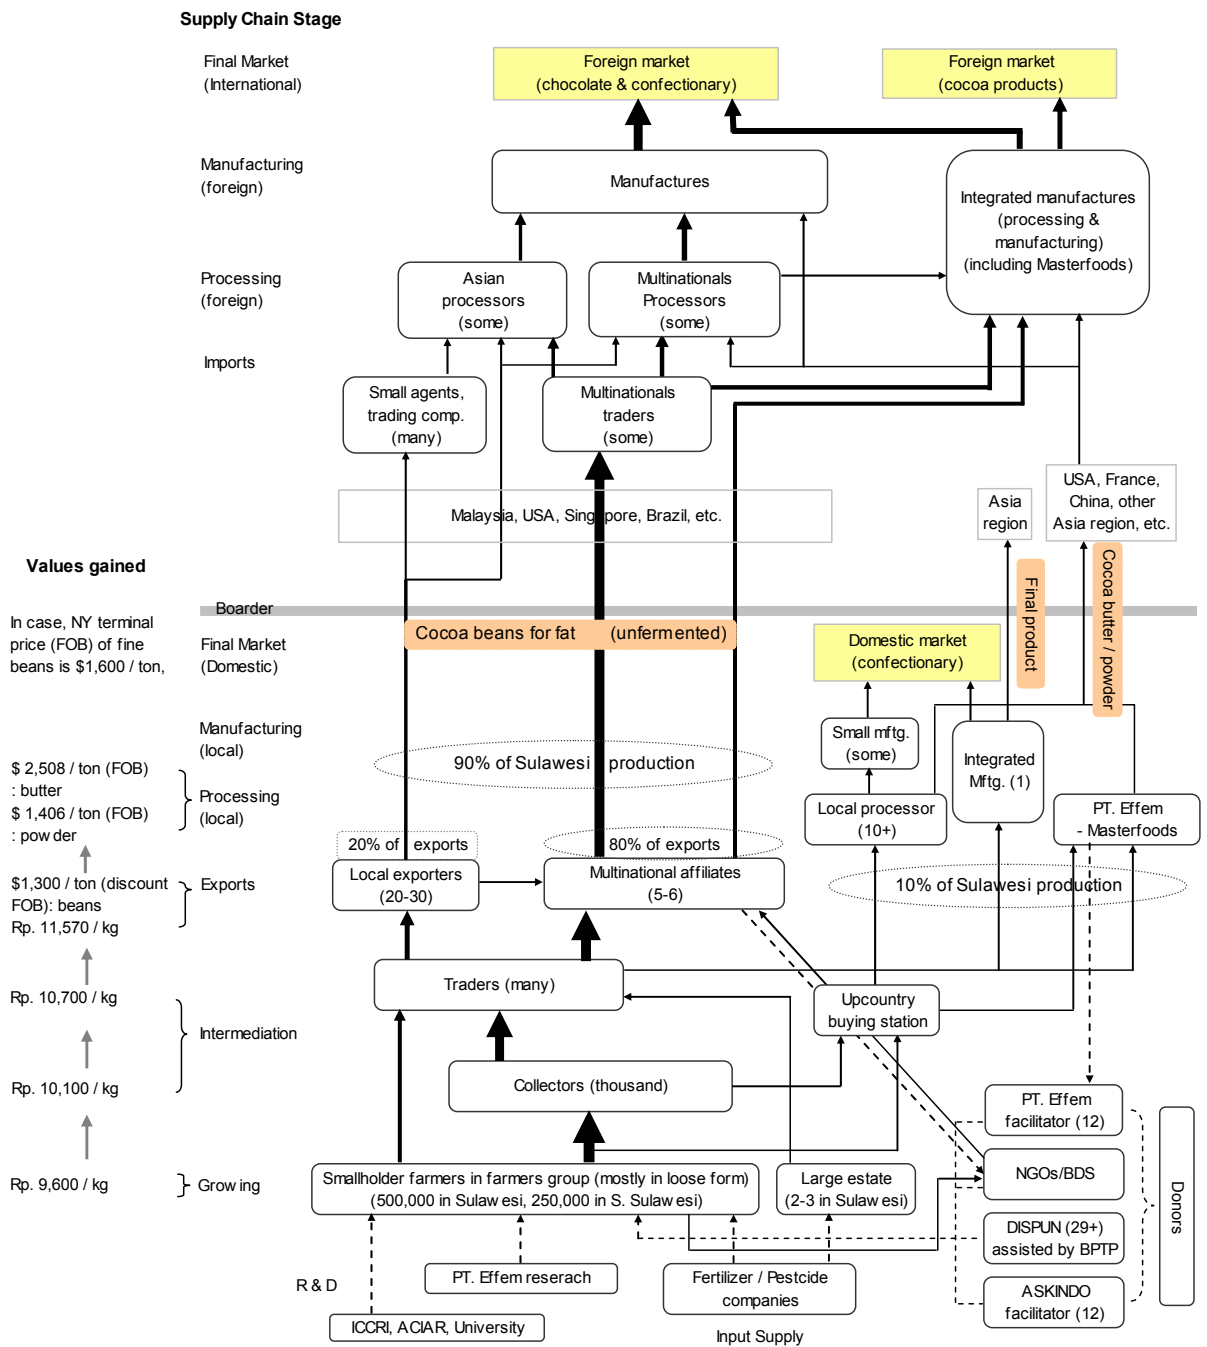 Supply Chain Stage
Final Market
(International)
Foreign market
(chocolate & confectionary)
Foreign market
(cocoa products)
Manufacturing
(foreign)
Manufactures
Integrated manufactures
(processing &
manufacturing)
(including Masterfoods)
Processing
(foreign)
Asian
processors
(some)
Multinationals
Processors
(some)
Imports
Small agents,
trading comp.
(many)
Multinationals
traders
(some)
Malaysia, USA, Singapore, Brazil, etc.
Asia
region
USA, France,
China, other
Asia region, etc.
Values gained
Boarder
In case, NY terminal
price (FOB) of fine
beans is $1,600 / ton,
Final Market
(Domestic)
Cocoa beans for fat (unfermented)
Final product
Cocoa butter / powder
Domestic market
(confectionary)
Manufacturing
(local)
Small mftg.
(some)
Integrated
Mftg. (1)
90% of Sulawesi production
$ 2,508 / ton (FOB)
: butter
$ 1,406 / ton (FOB)
: powder
Processing
(local)
Local processor
(10+)
PT. Effem
- Masterfoods
20% of exports
80% of exports
$1,300 / ton (discount
FOB): beans
Rp. 11,570 / kg
Exports
Local exporters
(20-30)
Multinational affiliates
(5-6)
10% of Sulawesi production
Rp. 10,700 / kg
Traders (many)
Upcountry
buying station
Intermediation
Rp. 10,100 / kg
Collectors (thousand)
PT. Effem
facilitator (12)
Rp. 9,600 / kg
Growing
Smallholder farmers in farmers group (mostly in loose form)
(500,000 in Sulawesi, 250,000 in S. Sulawesi)
Large estate
(2-3 in Sulawesi)
NGOs/BDS
Donors
DISPUN (29+)
assisted by BPTP
R & D
PT. Effem reserach
Fertilizer / Pestcide
companies
ASKINDO
facilitator (12)
ICCRI, ACIAR, University
Input Supply